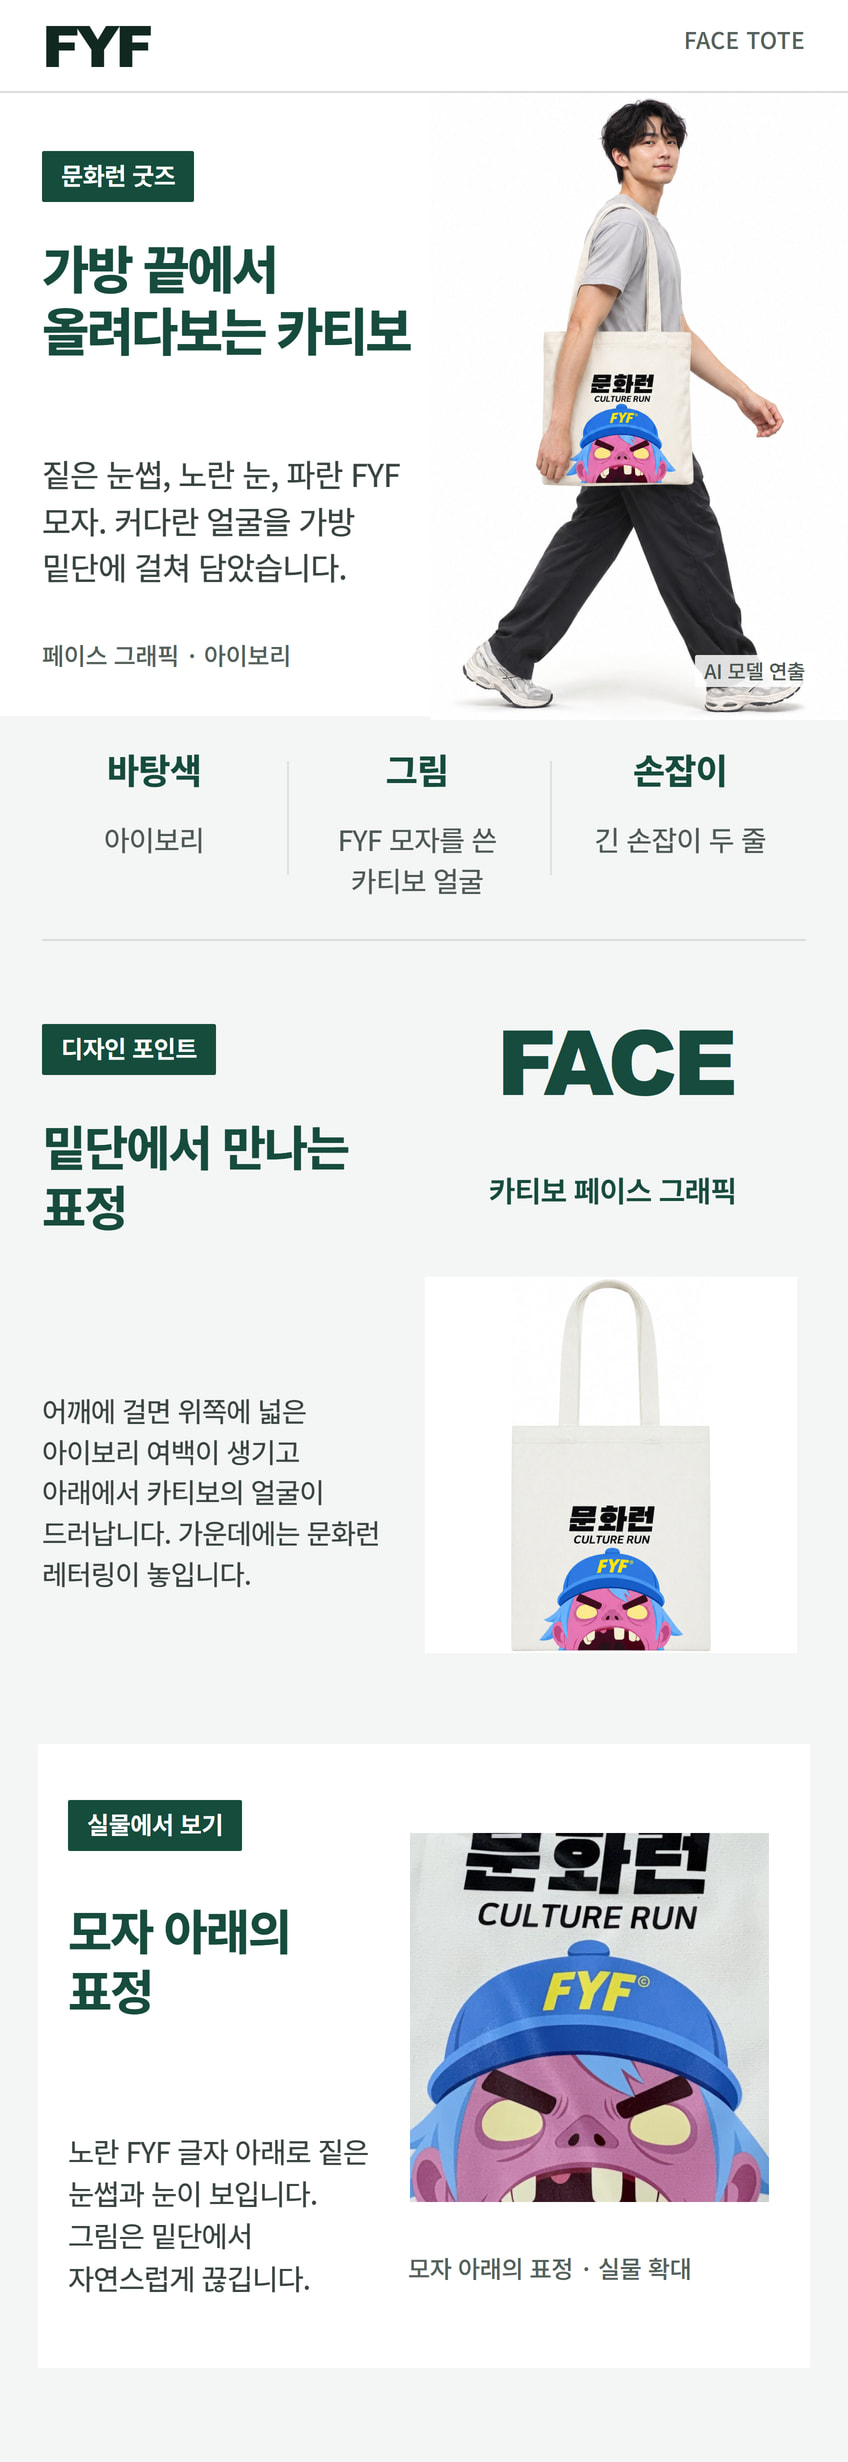 FYF
FACE TOTE
문화런 굿즈
가방 끝에서
올려다보는 카티보
짙은 눈썹, 노란 눈, 파란 FYF
모자. 커다란 얼굴을 가방
밑단에 걸쳐 담았습니다.
페이스 그래픽 · 아이보리
문화런
CULTURE RUN
FYF
AI 모델 연출
바탕색
아이보리
그림
FYF 모자를 쓴
카티보 얼굴
손잡이
긴 손잡이 두 줄
디자인 포인트
밑단에서 만나는
표정
FACE
카티보 페이스 그래픽
어깨에 걸면 위쪽에 넓은
아이보리 여백이 생기고
아래에서 카티보의 얼굴이
드러납니다. 가운데에는 문화런
레터링이 놓입니다.
문화런
CULTURE RUN
FYF
실물에서 보기
모자 아래의
표정
노란 FYF 글자 아래로 짙은
눈썹과 눈이 보입니다.
그림은 밑단에서
자연스럽게 끊깁니다.
문화런
CULTURE RUN
FYF©
모자 아래의 표정 · 실물 확대